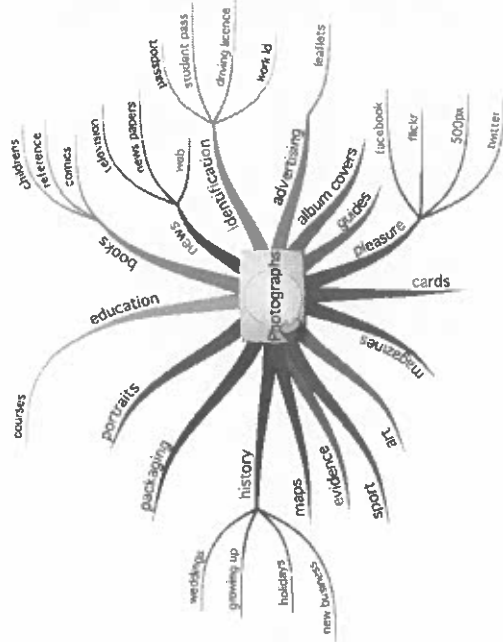 Photographs
identification
passport
student pass
driving licence
work id
advertising
leaflets
album covers
guides
pleasure
facebook
flickr
500px
twitter
cards
magazines
art
sport
evidence
maps
history
weddings
growing up
holidays
new business
packaging
portraits
education
courses
books
childrens
reference
comics
news
television
news papers
web